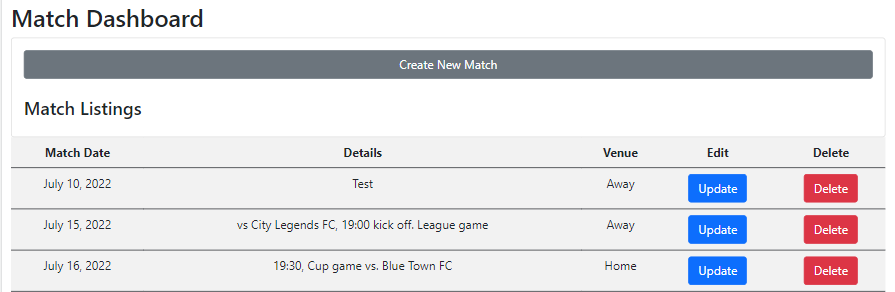 Match Dashboard
Create New Match
Match Listings
Match Date Details Venue Edit Delete
July 10, 2022 Test Away Update Delete
July 15, 2022 vs City Legends FC, 19:00 kick off. League game Away Update Delete
July 16, 2022 19:30, Cup game vs. Blue Town FC Home Update Delete